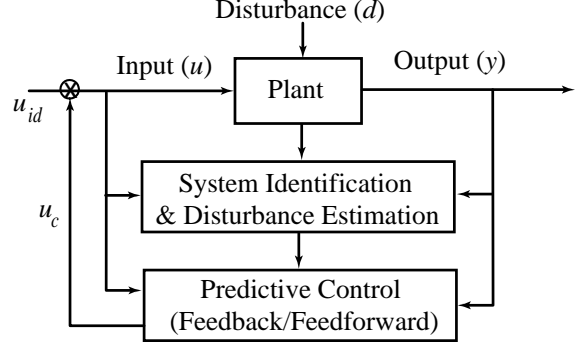 Disturbance (d)
Input (u)
Output (y)
Plant
u_id
System Identification
& Disturbance Estimation
u_c
Predictive Control
(Feedback/Feedforward)